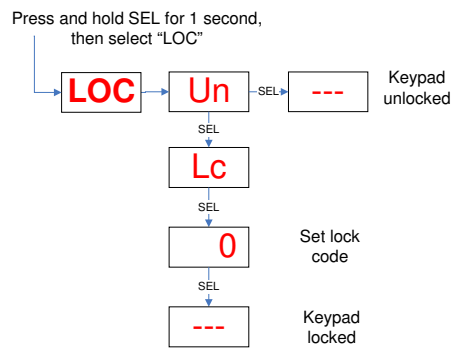 Press and hold SEL for 1 second,
then select “LOC”
LOC
Un
SEL
---
Keypad
unlocked
SEL
Lc
SEL
0
Set lock
code
SEL
---
Keypad
locked